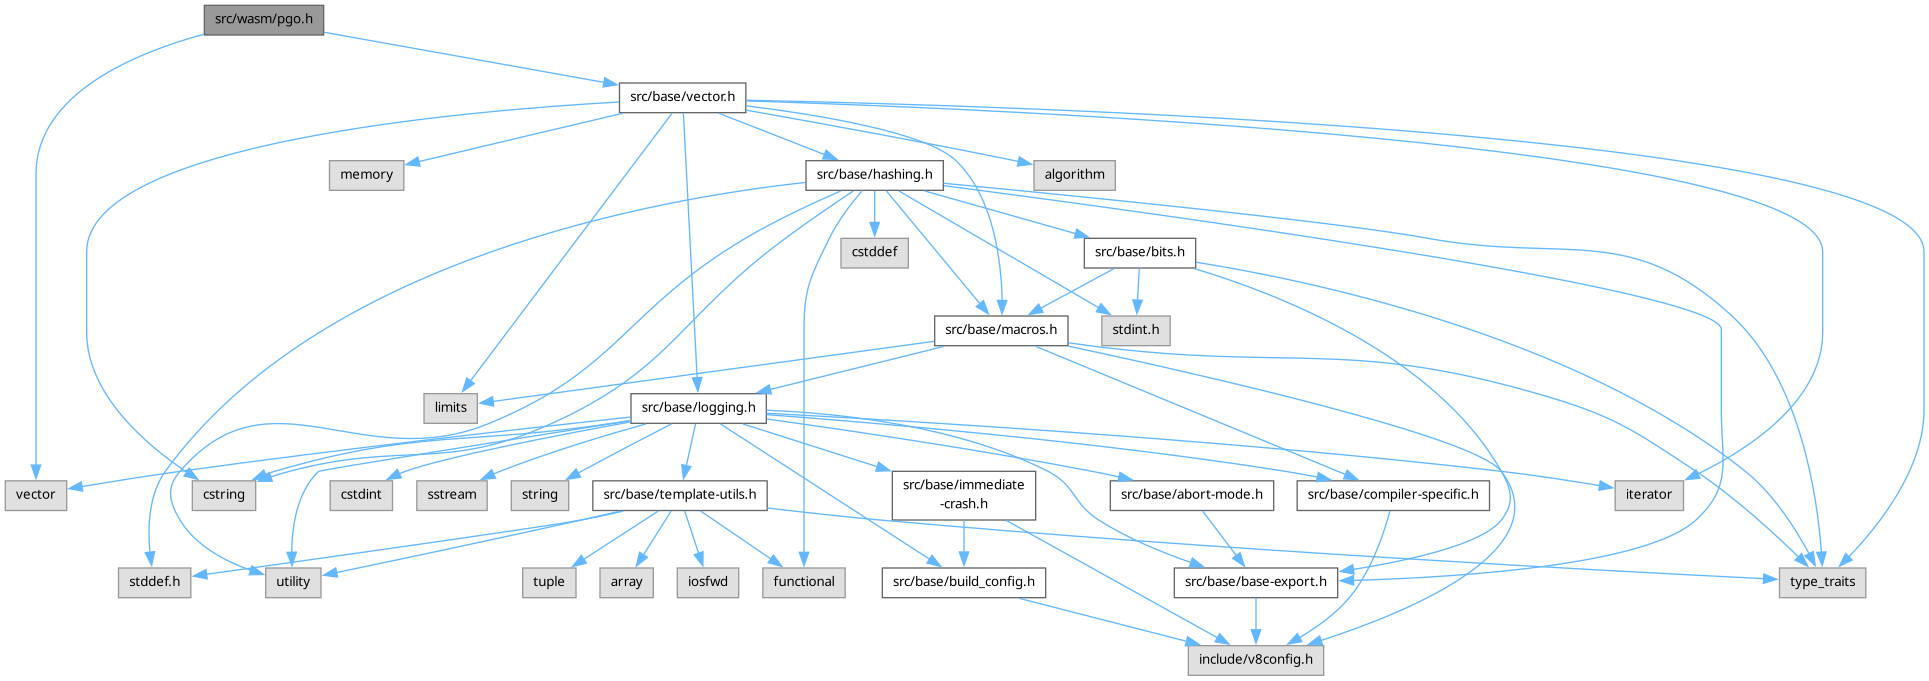 src/wasm/pgo.h
src/base/vector.h
memory
src/base/hashing.h
algorithm
cstddef
src/base/bits.h
src/base/macros.h
stdint.h
limits
src/base/logging.h
vector
cstring
cstdint
sstream
string
src/base/template-utils.h
src/base/immediate
-crash.h
src/base/abort-mode.h
src/base/compiler-specific.h
iterator
stddef.h
utility
tuple
array
iosfwd
functional
src/base/build_config.h
src/base/base-export.h
type_traits
include/v8config.h